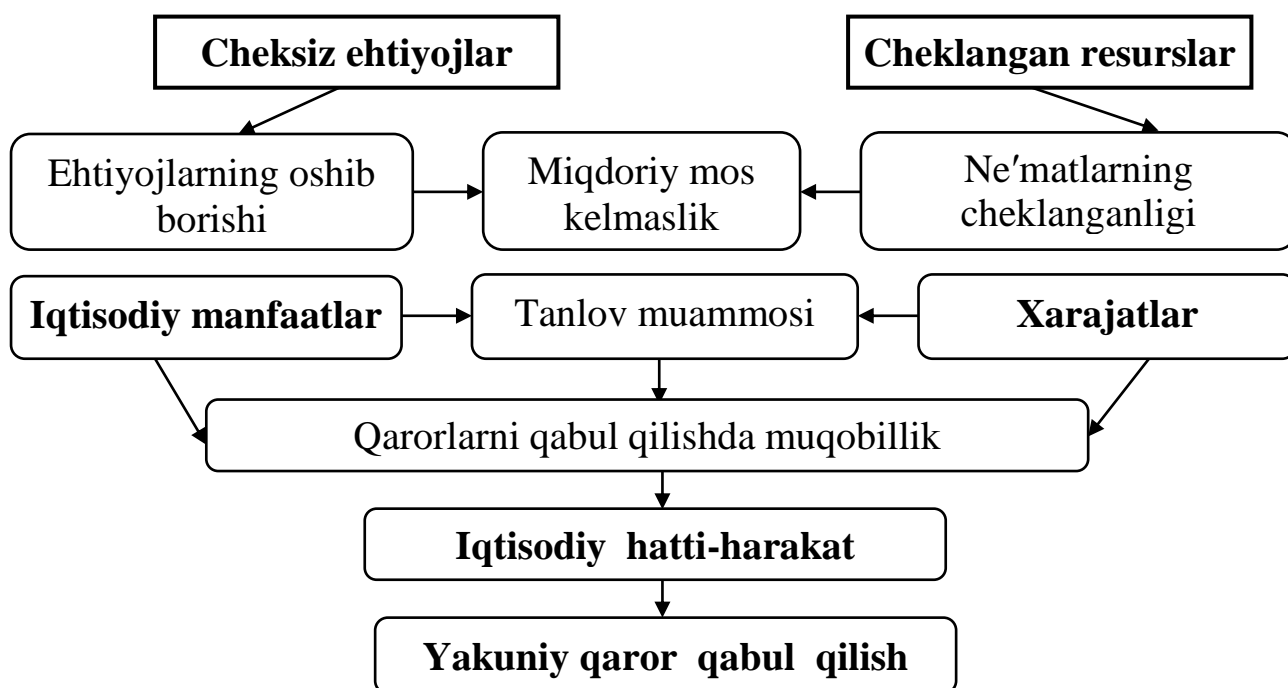 Cheksiz ehtiyojlar
Cheklangan resurslar
Ehtiyojlarning oshib
borishi
Miqdoriy mos
kelmaslik
Ne′matlarning
cheklanganligi
Iqtisodiy manfaatlar
Tanlov muammosi
Xarajatlar
Qarorlarni qabul qilishda muqobillik
Iqtisodiy hatti-harakat
Yakuniy qaror qabul qilish